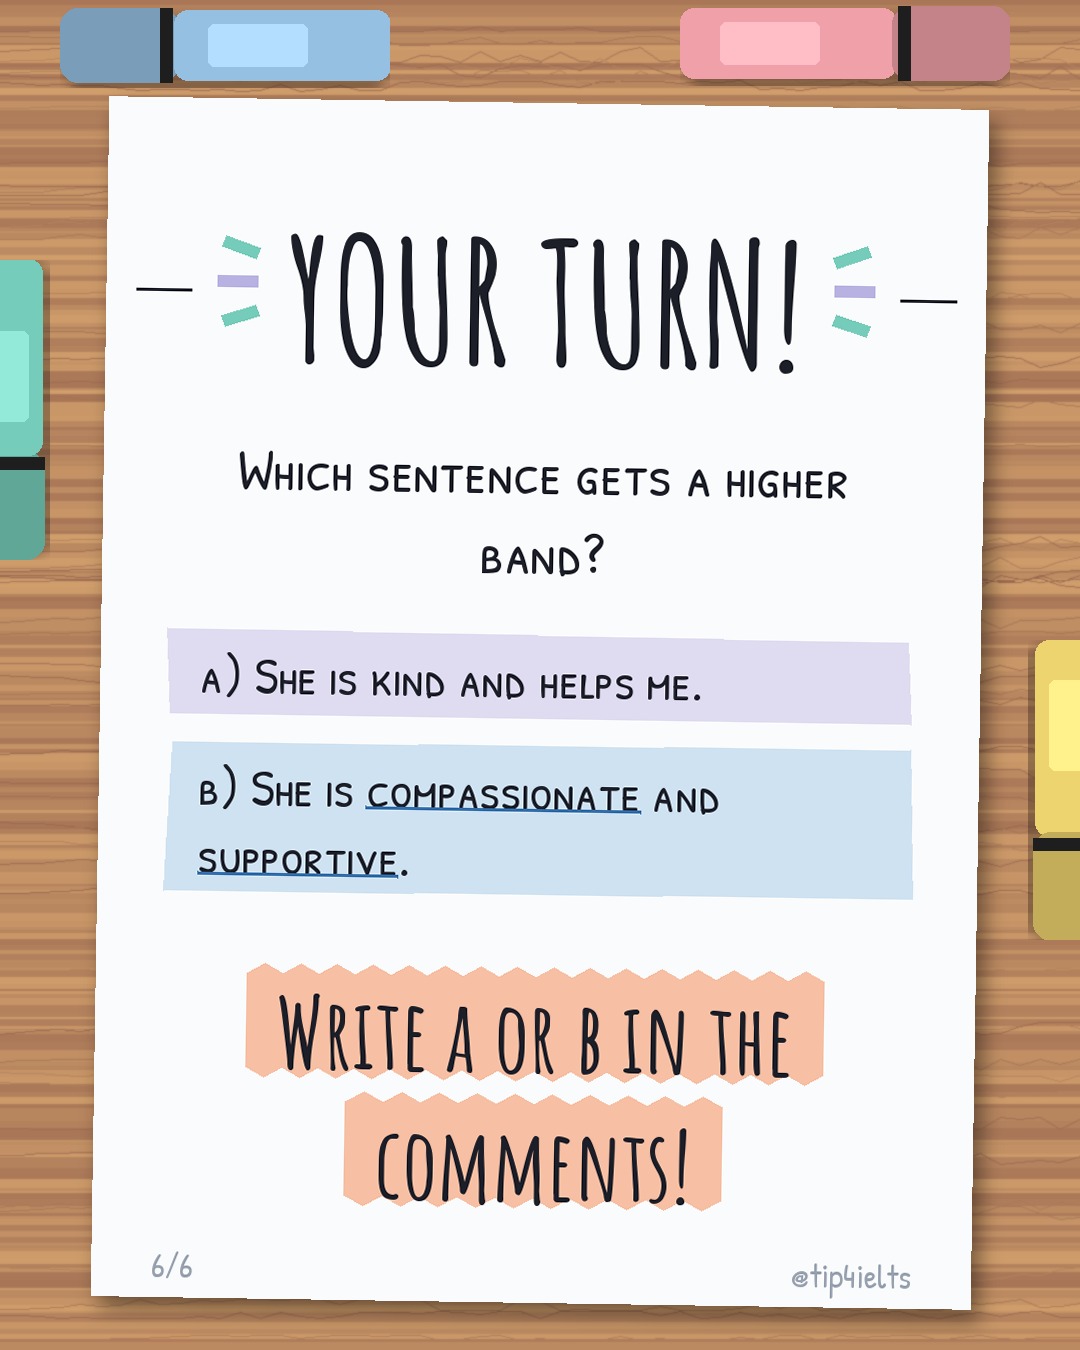 YOUR TURN!
Which sentence gets a higher
band?
a) She is kind and helps me.
b) She is compassionate and
supportive.
Write A or B in the
comments!
6/6
@tip4ielts